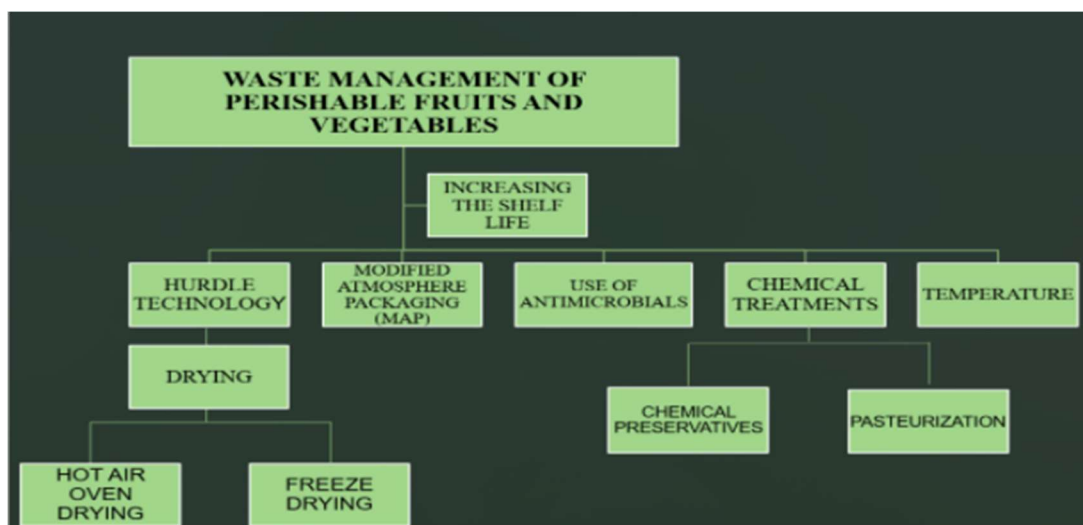 WASTE MANAGEMENT OF
PERISHABLE FRUITS AND
VEGETABLES
INCREASING
THE SHELF
LIFE
HURDLE
TECHNOLOGY
MODIFIED
ATMOSPHERE
PACKAGING
(MAP)
USE OF
ANTIMICROBIALS
CHEMICAL
TREATMENTS
TEMPERATURE
DRYING
CHEMICAL
PRESERVATIVES
PASTEURIZATION
HOT AIR
OVEN
DRYING
FREEZE
DRYING